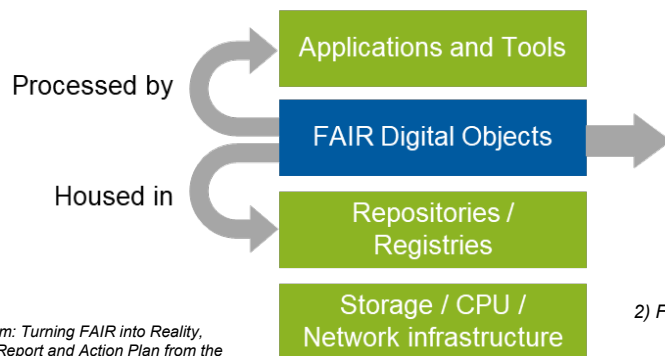 Applications and Tools
Processed by
FAIR Digital Objects
Housed in
Repositories /
Registries
Storage / CPU /
Network infrastructure
2) F
m: Turning FAIR into Reality,
Report and Action Plan from the